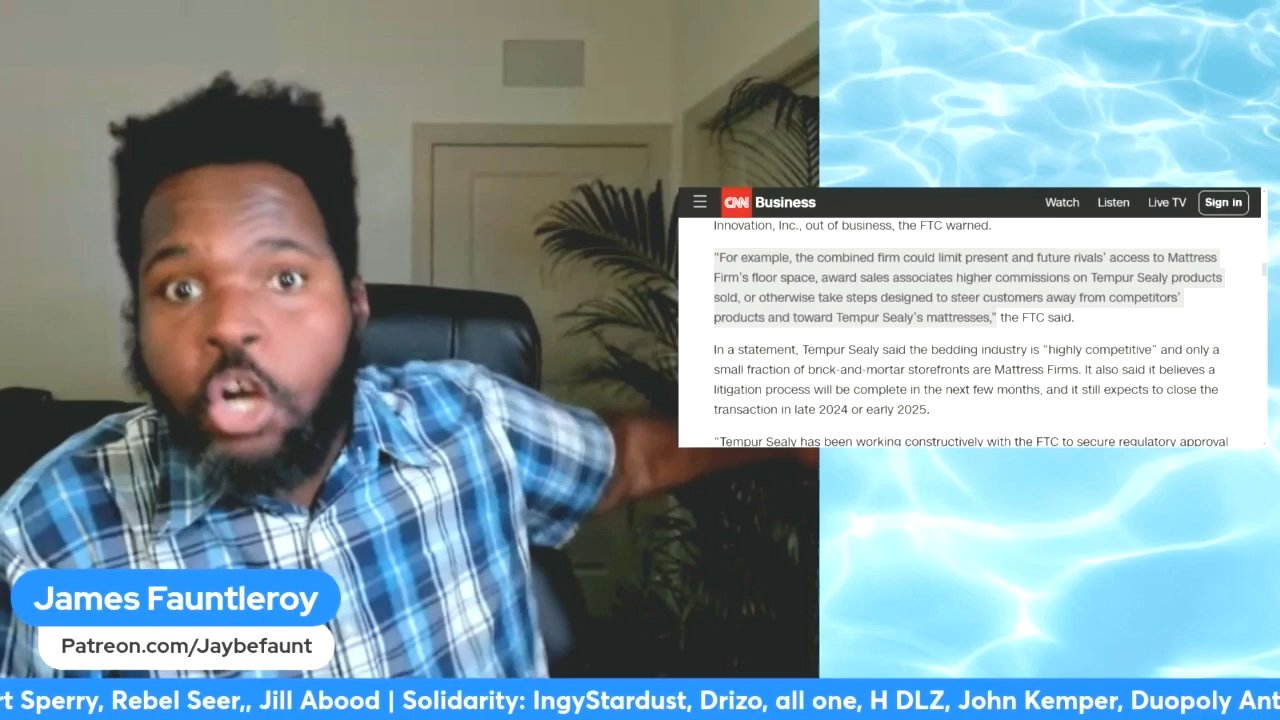 CNN Business
Watch
Listen
Live TV
Sign in
Innovation, Inc., out of business, the FTC warned.
"For example, the combined firm could limit present and future rivals' access to Mattress
Firm's floor space, award sales associates higher commissions on Tempur Sealy products
sold, or otherwise take steps designed to steer customers away from competitors'
products and toward Tempur Sealy's mattresses," the FTC said.
In a statement, Tempur Sealy said the bedding industry is "highly competitive" and only a
small fraction of brick-and-mortar storefronts are Mattress Firms. It also said it believes a
litigation process will be complete in the next few months, and it still expects to close the
transaction in late 2024 or early 2025.
"Tempur Sealy has been working constructively with the FTC to secure regulatory approval
James Fauntleroy
Patreon.com/Jaybefaunt
rt Sperry, Rebel Seer,, Jill Abood | Solidarity: IngyStardust, Drizo, all one, H DLZ, John Kemper, Duopoly Ant